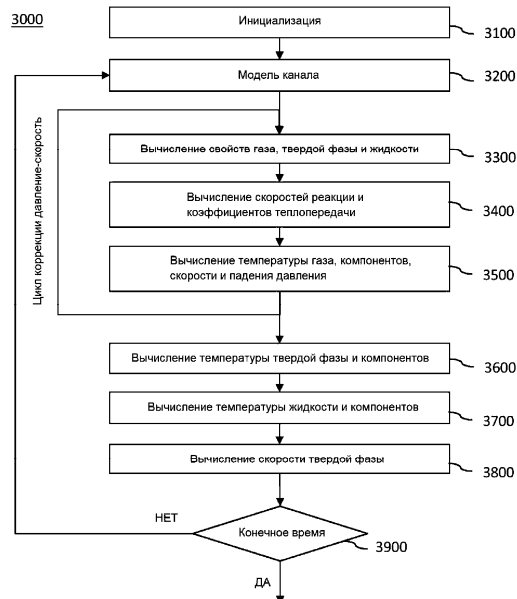 3000
Инициализация
3100
Модель канала
3200
Цикл коррекции давление-скорость
Вычисление свойств газа, твердой фазы и жидкости
3300
Вычисление скоростей реакции и
коэффициентов теплопередачи
3400
Вычисление температуры газа, компонентов,
скорости и падения давления
3500
Вычисление температуры твердой фазы и компонентов
3600
Вычисление температуры жидкости и компонентов
3700
Вычисление скорости твердой фазы
3800
НЕТ
Конечное время
3900
ДА